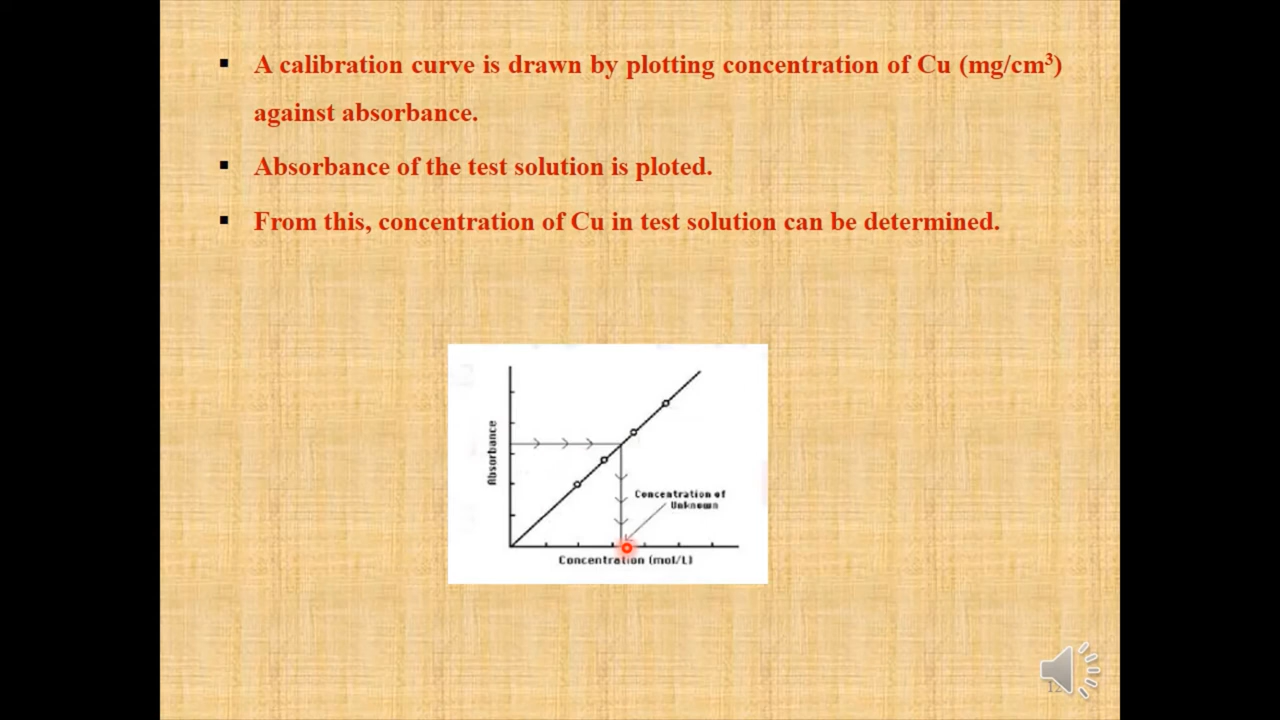 ▪ A calibration curve is drawn by plotting concentration of Cu (mg/cm³)
against absorbance.
▪ Absorbance of the test solution is ploted.
▪ From this, concentration of Cu in test solution can be determined.
Absorbance
Concentration of
Unknown
Concentration (mol/L)
12